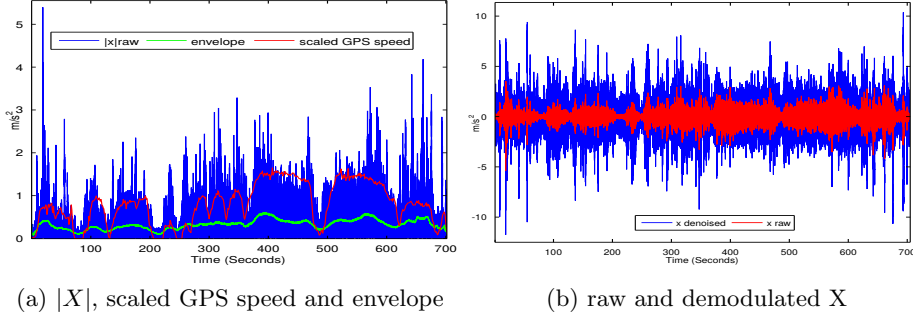 |x|raw envelope scaled GPS speed
m/s²
5
4
3
2
1
0
100 200 300 400 500 600 700
Time (Seconds)
(a) |X|, scaled GPS speed and envelope
m/s²
10
5
0
-5
-10
x denoised x raw
100 200 300 400 500 600 700
Time (Seconds)
(b) raw and demodulated X